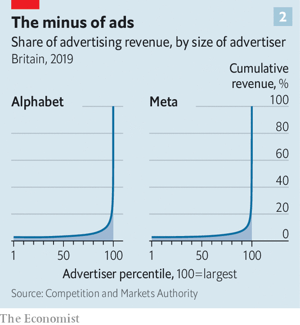 The minus of ads
2
Share of advertising revenue, by size of advertiser
Britain, 2019
Cumulative
revenue, %
Alphabet
Meta
100
80
60
40
20
0
1 50 100 1 50 100
Advertiser percentile, 100=largest
Source: Competition and Markets Authority
The Economist